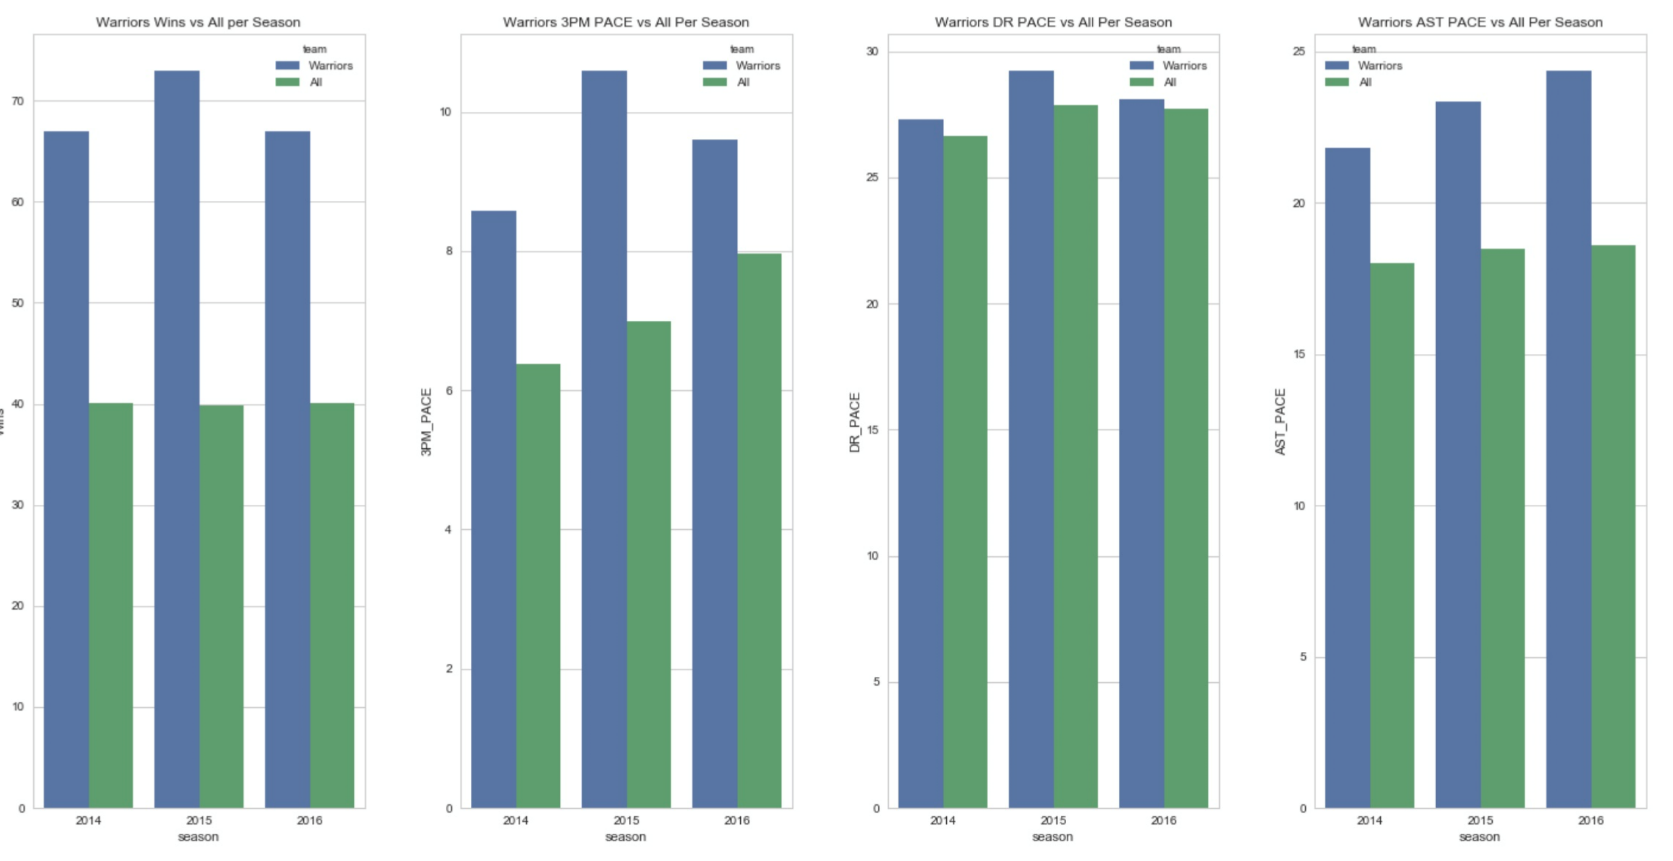 Warriors Wins vs All per Season
team
Warriors
All
70
60
50
40
30
20
10
0
Wins
2014 2015 2016
season
Warriors 3PM PACE vs All Per Season
team
Warriors
All
10
8
6
4
2
0
3PM_PACE
2014 2015 2016
season
Warriors DR PACE vs All Per Season
team
Warriors
All
30
25
20
15
10
5
0
DR_PACE
2014 2015 2016
season
Warriors AST PACE vs All Per Season
team
Warriors
All
25
20
15
10
5
0
AST_PACE
2014 2015 2016
season